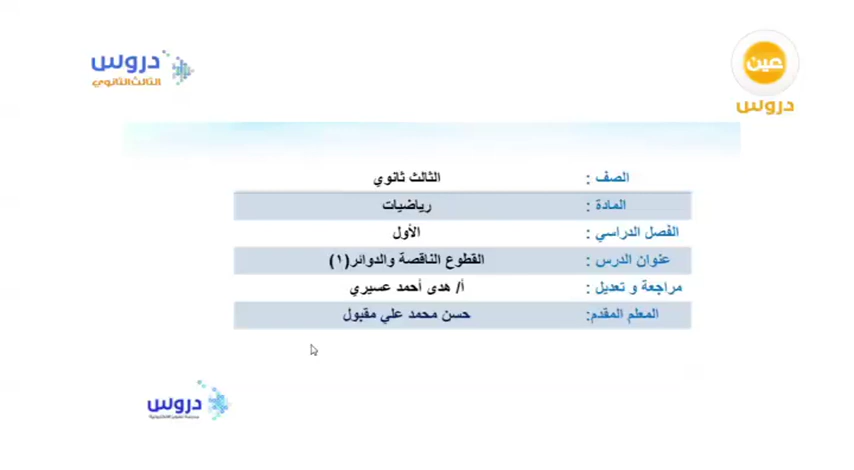 دروس
الثالث الثانوي
عين
دروس
الصف : الثالث ثانوي
المادة : رياضيات
الفصل الدراسي : الأول
عنوان الدرس : القطوع الناقصة والدوائر(١)
مراجعة و تعديل : أ/ هدى أحمد عسيري
المعلم المقدم: حسن محمد علي مقبول
دروس